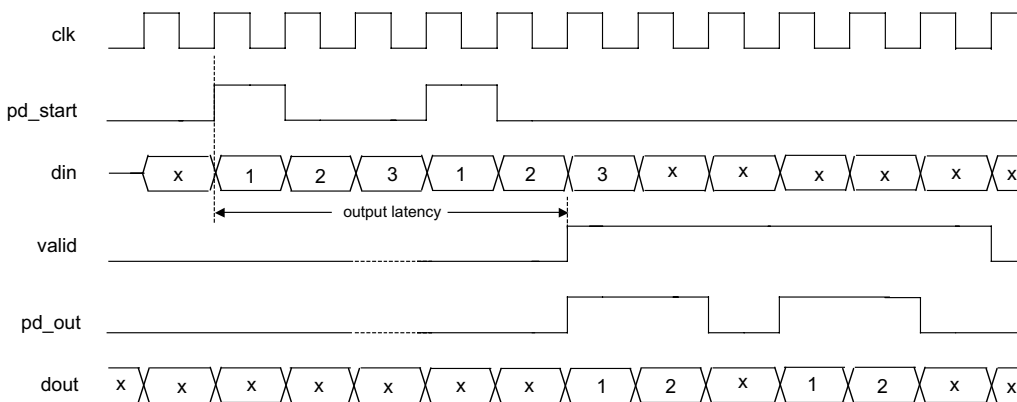 clk
pd_start
din x 1 2 3 1 2 3 x x x x x x
output latency
valid
pd_out
dout x x x x x x x 1 2 x 1 2 x x